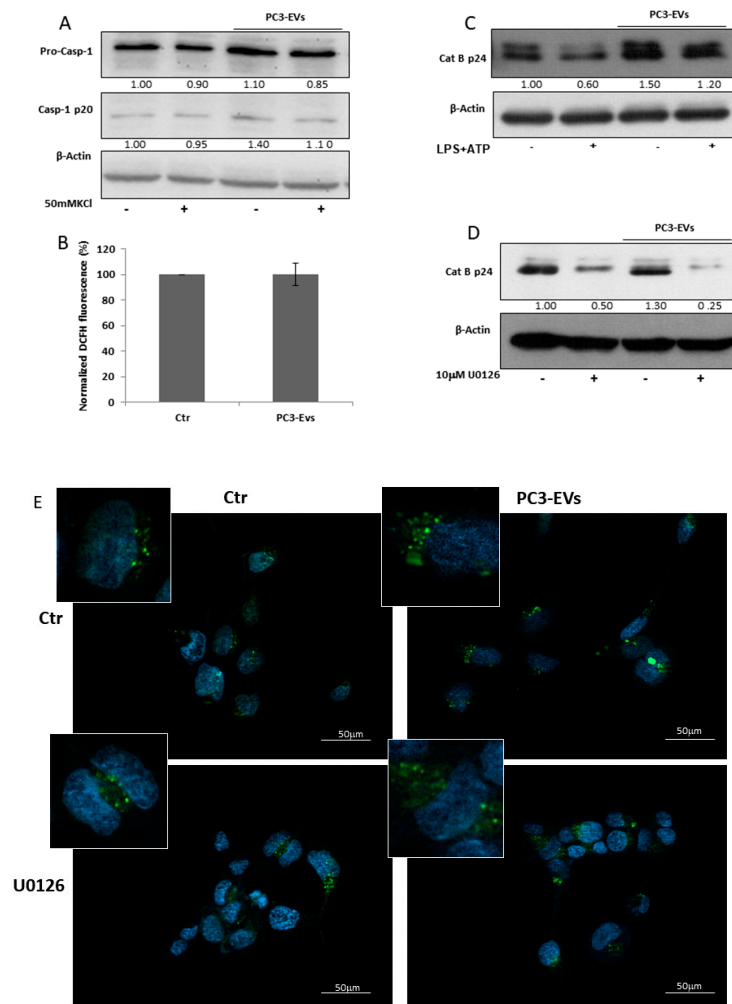 A
PC3-EVs
Pro-Casp-1
1.00 0.90 1.10 0.85
Casp-1 p20
1.00 0.95 1.40 1 .1 0
β-Actin
50mMKCl
- + - +
B
Normalized DCFH fluorescence (%)
120
100
80
60
40
20
0
Ctr PC3-Evs
C
PC3-EVs
Cat B p24
1.00 0.60 1.50 1 .20
β-Actin
LPS+ATP
- + - +
D
PC3-EVs
Cat B p24
1.00 0.50 1.30 0 .25
β-Actin
10µM U0126
- + - +
E
Ctr PC3-EVs
Ctr
50µm
50µm
U0126
50µm
50µm